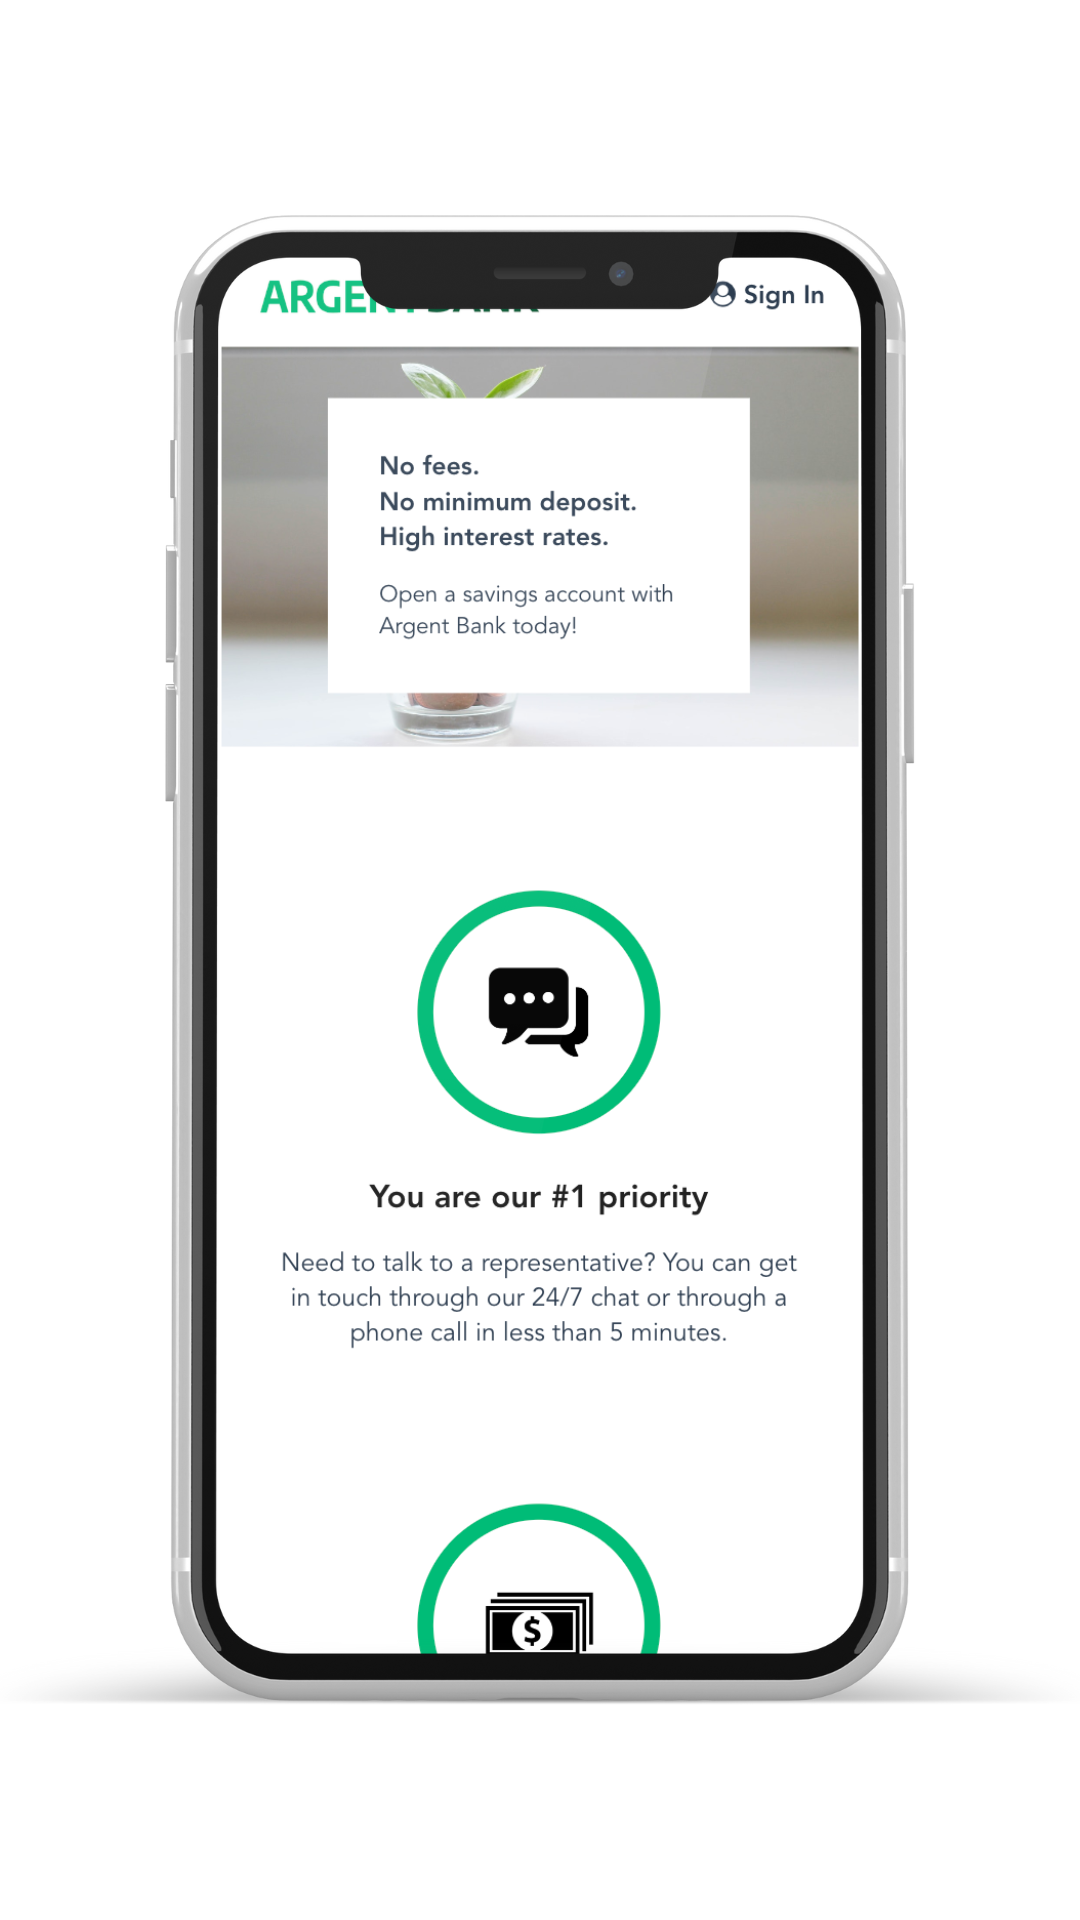 ARGENTBANK
Sign In
No fees.
No minimum deposit.
High interest rates.
Open a savings account with
Argent Bank today!
You are our #1 priority
Need to talk to a representative? You can get
in touch through our 24/7 chat or through a
phone call in less than 5 minutes.
$